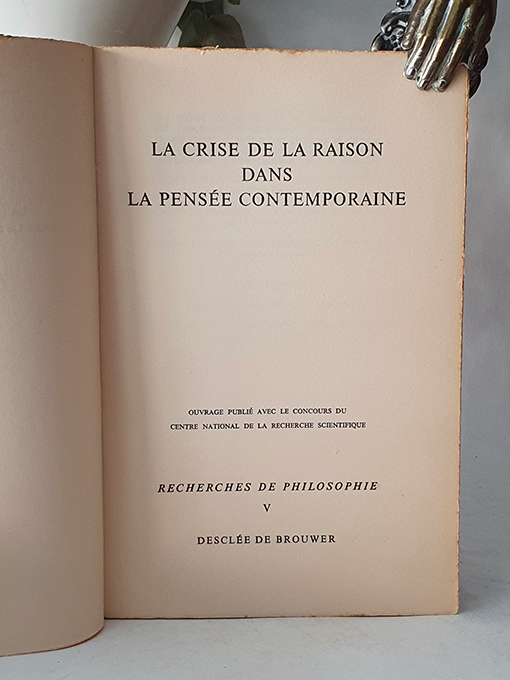 LA CRISE DE LA RAISON
DANS
LA PENSÉE CONTEMPORAINE
OUVRAGE PUBLIÉ AVEC LE CONCOURS DU
CENTRE NATIONAL DE LA RECHERCHE SCIENTIFIQUE
RECHERCHES DE PHILOSOPHIE
V
DESCLÉE DE BROUWER